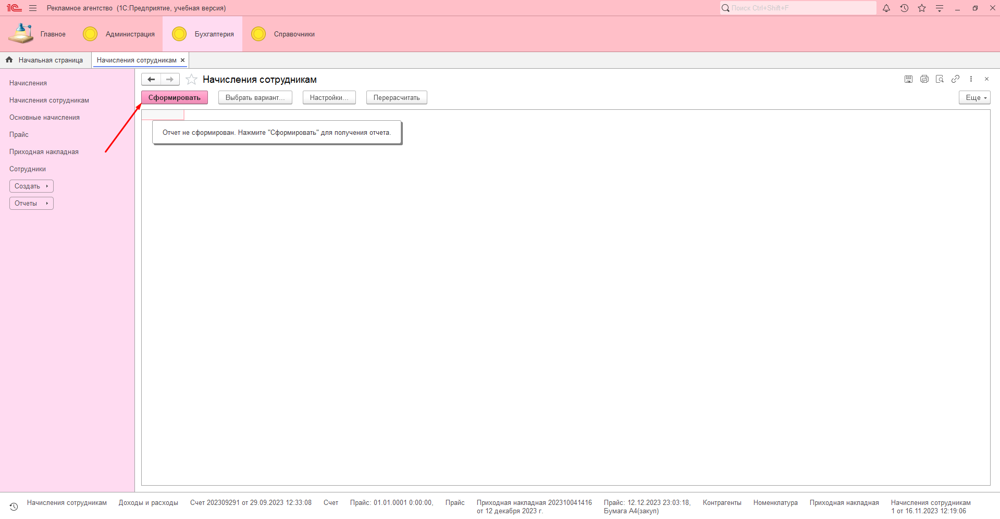 1С Рекламное агентство (1С:Предприятие, учебная версия) Поиск Ctrl+Shift+F
Главное Администрация Бухгалтерия Справочники
Начальная страница Начисления сотрудникам
Начисления
Начисления сотрудникам
Основные начисления
Прайс
Приходная накладная
Сотрудники
Создать
Отчеты
Начисления сотрудникам
Сформировать Выбрать вариант... Настройки... Перерасчитать Еще
Отчет не сформирован. Нажмите "Сформировать" для получения отчета.
Начисления сотрудникам
Доходы и расходы
Счет 202309291 от 29.09.2023 12:33:08
Счет
Прайс: 01.01.0001 0:00:00,
Прайс
Приходная накладная 202310041416
от 12 декабря 2023 г.
Прайс: 12.12.2023 23:03:18,
Бумага А4(закуп)
Контрагенты
Номенклатура
Приходная накладная
Начисления сотрудникам
1 от 16.11.2023 12:19:06